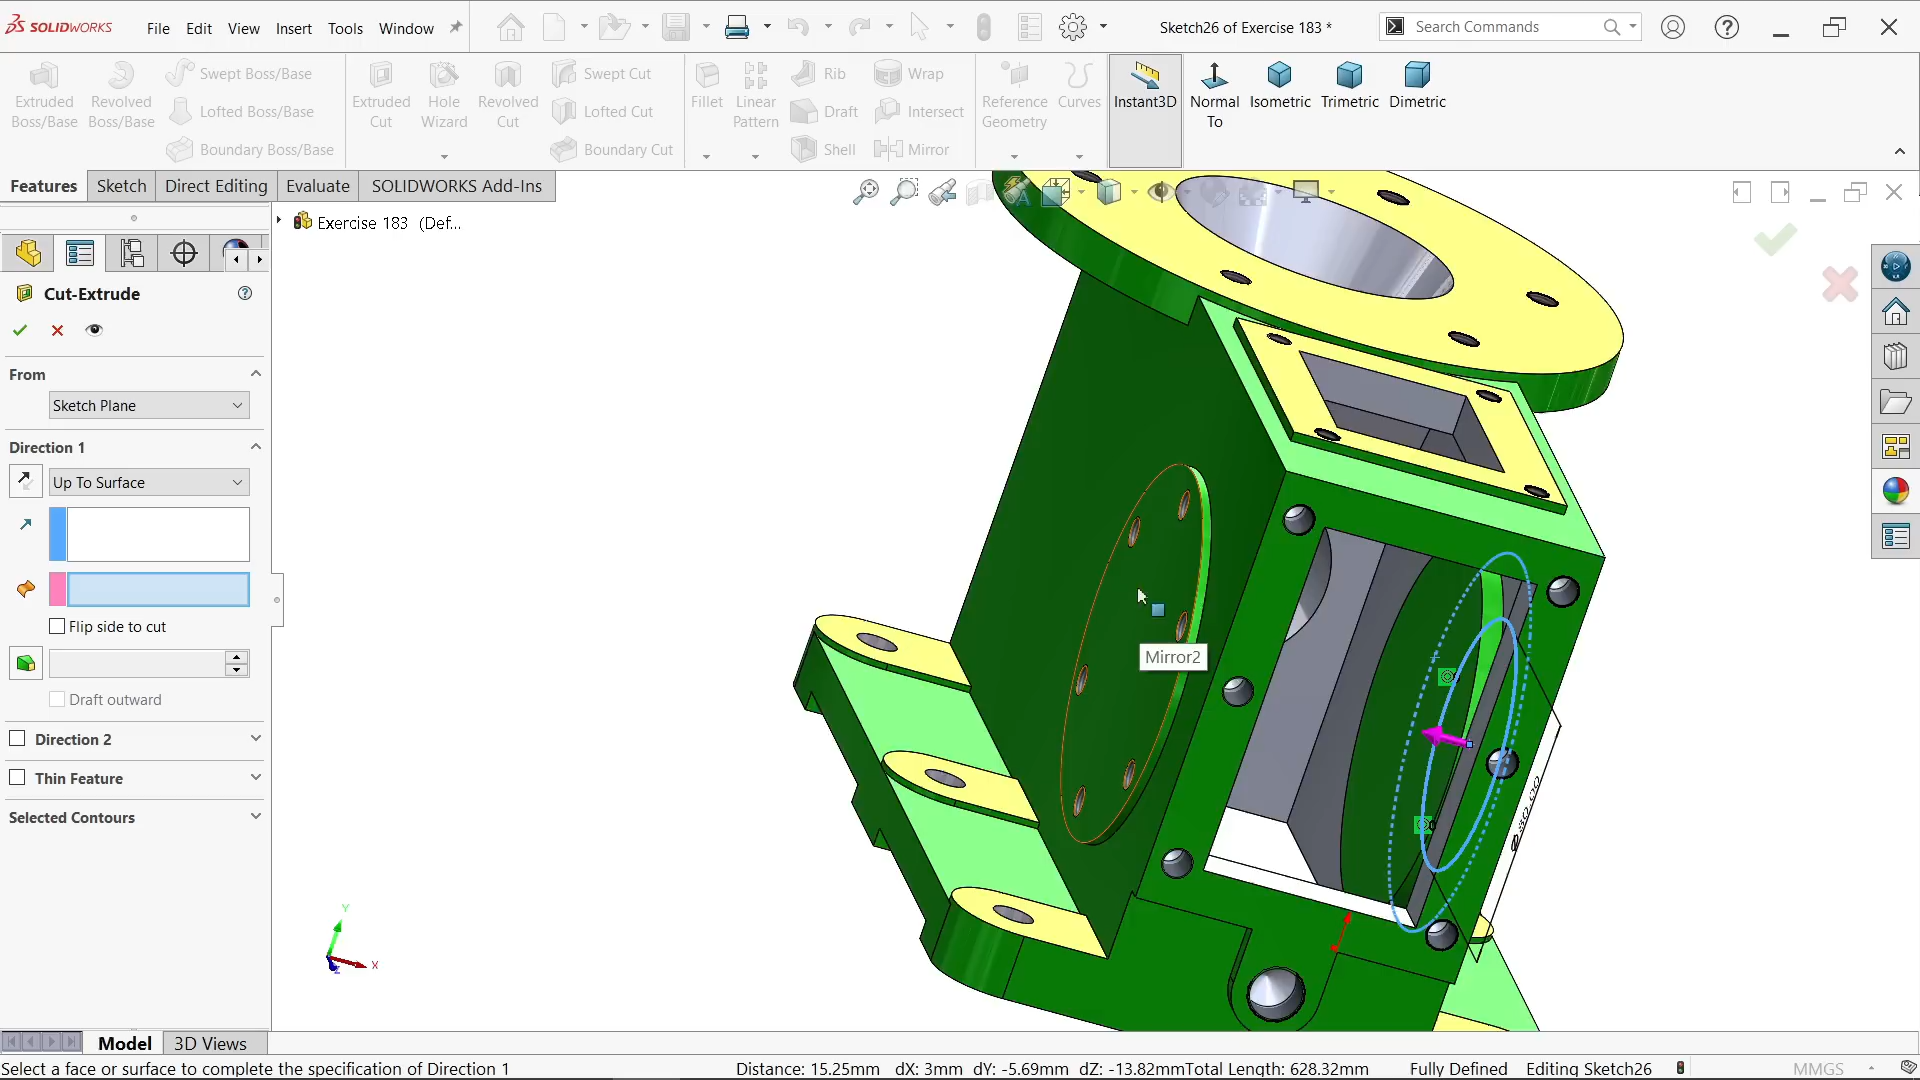 SOLIDWORKS
File Edit View Insert Tools Window
Sketch26 of Exercise 183 *
Search Commands
Extruded Boss/Base
Revolved Boss/Base
Swept Boss/Base
Lofted Boss/Base
Boundary Boss/Base
Extruded Cut
Hole Wizard
Revolved Cut
Swept Cut
Lofted Cut
Boundary Cut
Fillet
Linear Pattern
Rib
Draft
Shell
Wrap
Intersect
Mirror
Reference Geometry
Curves
Instant3D
Normal To
Isometric
Trimetric
Dimetric
Features Sketch Direct Editing Evaluate SOLIDWORKS Add-Ins
Exercise 183 (Def...
Cut-Extrude
From
Sketch Plane
Direction 1
Up To Surface
Flip side to cut
Draft outward
Direction 2
Thin Feature
Selected Contours
Mirror2
Y
X
Z
Model 3D Views
Select a face or surface to complete the specification of Direction 1
Distance: 15.25mm dX: 3mm dY: -5.69mm dZ: -13.82mmTotal Length: 628.32mm
Fully Defined
Editing Sketch26
MMGS